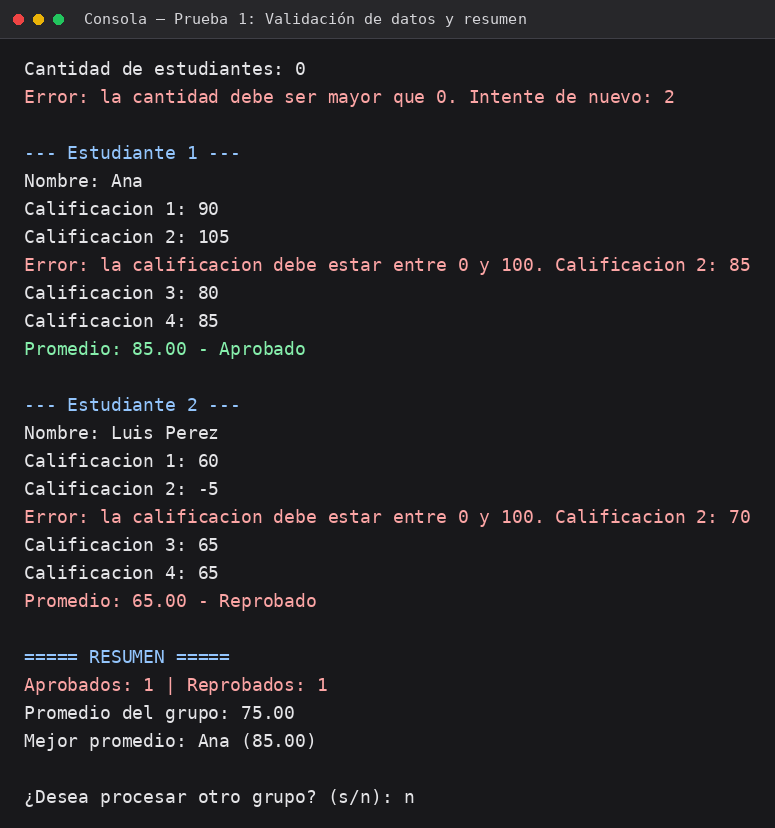 Consola — Prueba 1: Validación de datos y resumen
Cantidad de estudiantes: 0
Error: la cantidad debe ser mayor que 0. Intente de nuevo: 2
--- Estudiante 1 ---
Nombre: Ana
Calificacion 1: 90
Calificacion 2: 105
Error: la calificacion debe estar entre 0 y 100. Calificacion 2: 85
Calificacion 3: 80
Calificacion 4: 85
Promedio: 85.00 - Aprobado
--- Estudiante 2 ---
Nombre: Luis Perez
Calificacion 1: 60
Calificacion 2: -5
Error: la calificacion debe estar entre 0 y 100. Calificacion 2: 70
Calificacion 3: 65
Calificacion 4: 65
Promedio: 65.00 - Reprobado
===== RESUMEN =====
Aprobados: 1 | Reprobados: 1
Promedio del grupo: 75.00
Mejor promedio: Ana (85.00)
¿Desea procesar otro grupo? (s/n): n